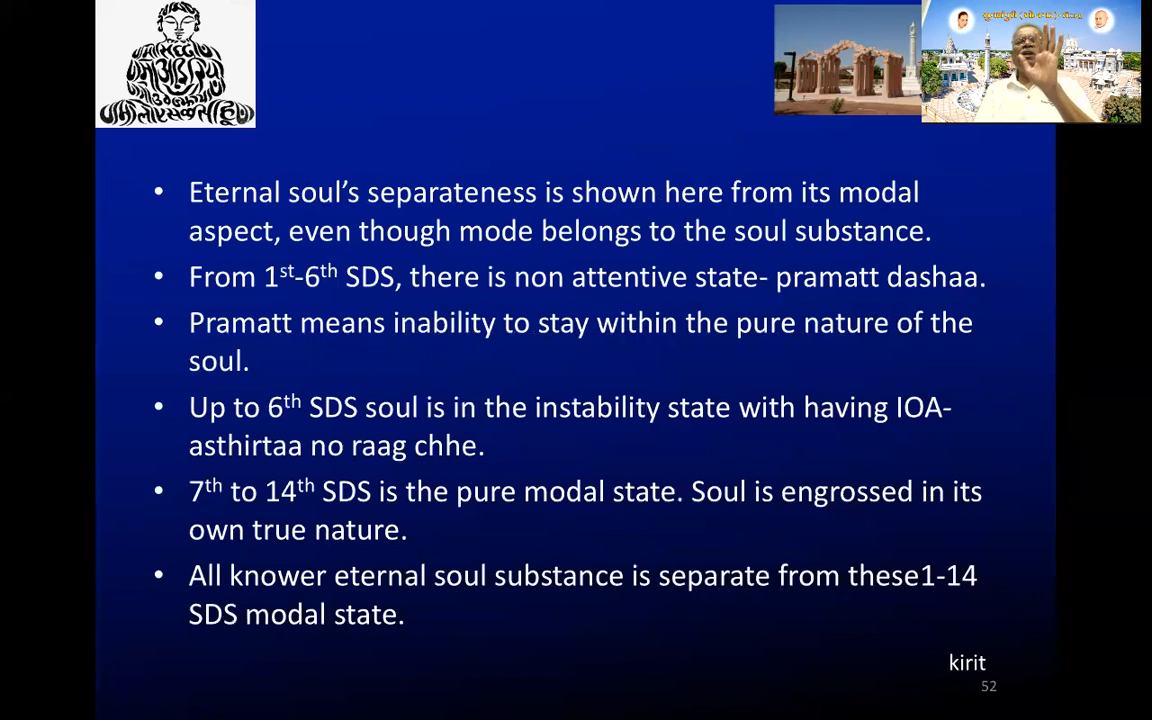 • Eternal soul’s separateness is shown here from its modal
aspect, even though mode belongs to the soul substance.
• From 1st-6th SDS, there is non attentive state- pramatt dashaa.
• Pramatt means inability to stay within the pure nature of the
soul.
• Up to 6th SDS soul is in the instability state with having IOA-
asthirtaa no raag chhe.
• 7th to 14th SDS is the pure modal state. Soul is engrossed in its
own true nature.
• All knower eternal soul substance is separate from these1-14
SDS modal state.
kirit
52